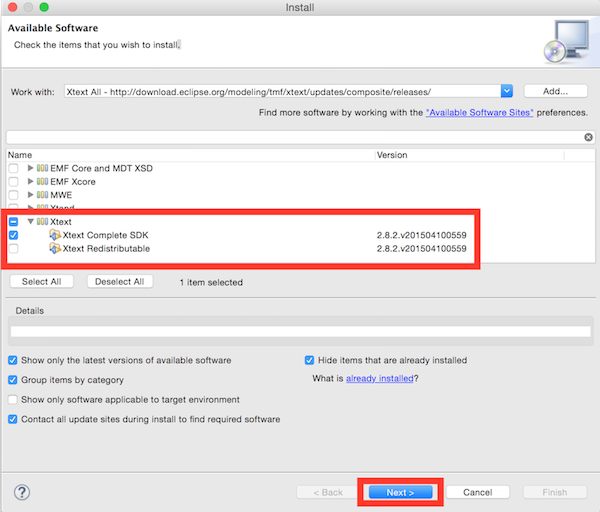 Install
Available Software
Check the items that you wish to install.
Work with: Xtext All - http://download.eclipse.org/modeling/tmf/xtext/updates/composite/releases/ Add...
Find more software by working with the "Available Software Sites" preferences.
Name Version
EMF Core and MDT XSD
EMF Xcore
MWE
Xtend
Xtext
Xtext Complete SDK 2.8.2.v201504100559
Xtext Redistributable 2.8.2.v201504100559
Select All Deselect All 1 item selected
Details
Show only the latest versions of available software Hide items that are already installed
Group items by category What is already installed?
Show only software applicable to target environment
Contact all update sites during install to find required software
? < Back Next > Cancel Finish